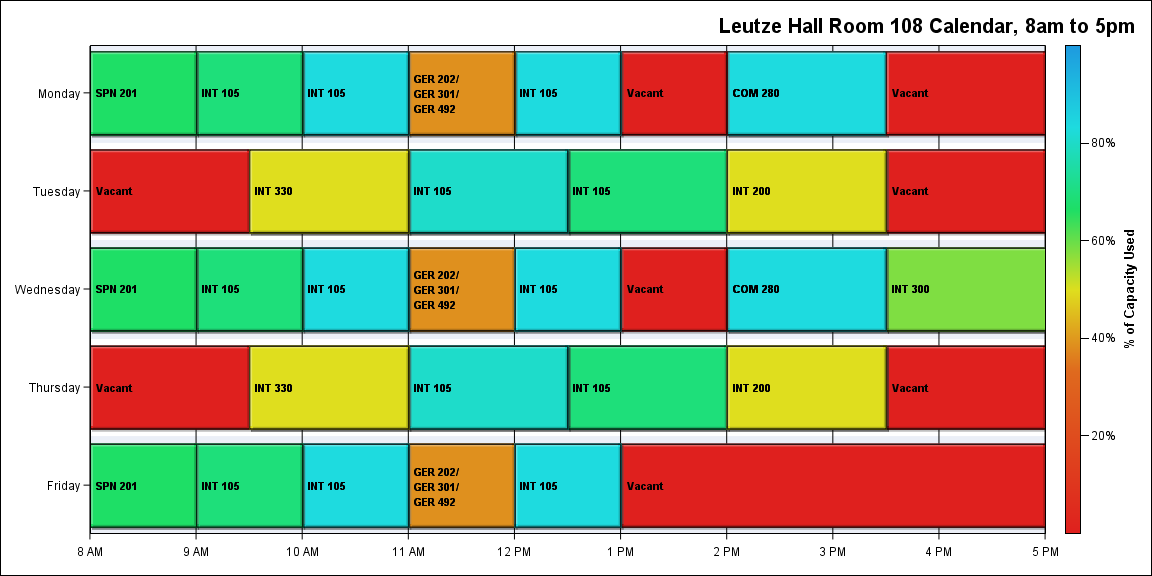 Leutze Hall Room 108 Calendar, 8am to 5pm
Monday
SPN 201
INT 105
INT 105
GER 202/
GER 301/
GER 492
INT 105
Vacant
COM 280
Vacant
Tuesday
Vacant
INT 330
INT 105
INT 105
INT 200
Vacant
Wednesday
SPN 201
INT 105
INT 105
GER 202/
GER 301/
GER 492
INT 105
Vacant
COM 280
INT 300
Thursday
Vacant
INT 330
INT 105
INT 105
INT 200
Vacant
Friday
SPN 201
INT 105
INT 105
GER 202/
GER 301/
GER 492
INT 105
Vacant
8 AM
9 AM
10 AM
11 AM
12 PM
1 PM
2 PM
3 PM
4 PM
5 PM
80%
60%
40%
20%
% of Capacity Used